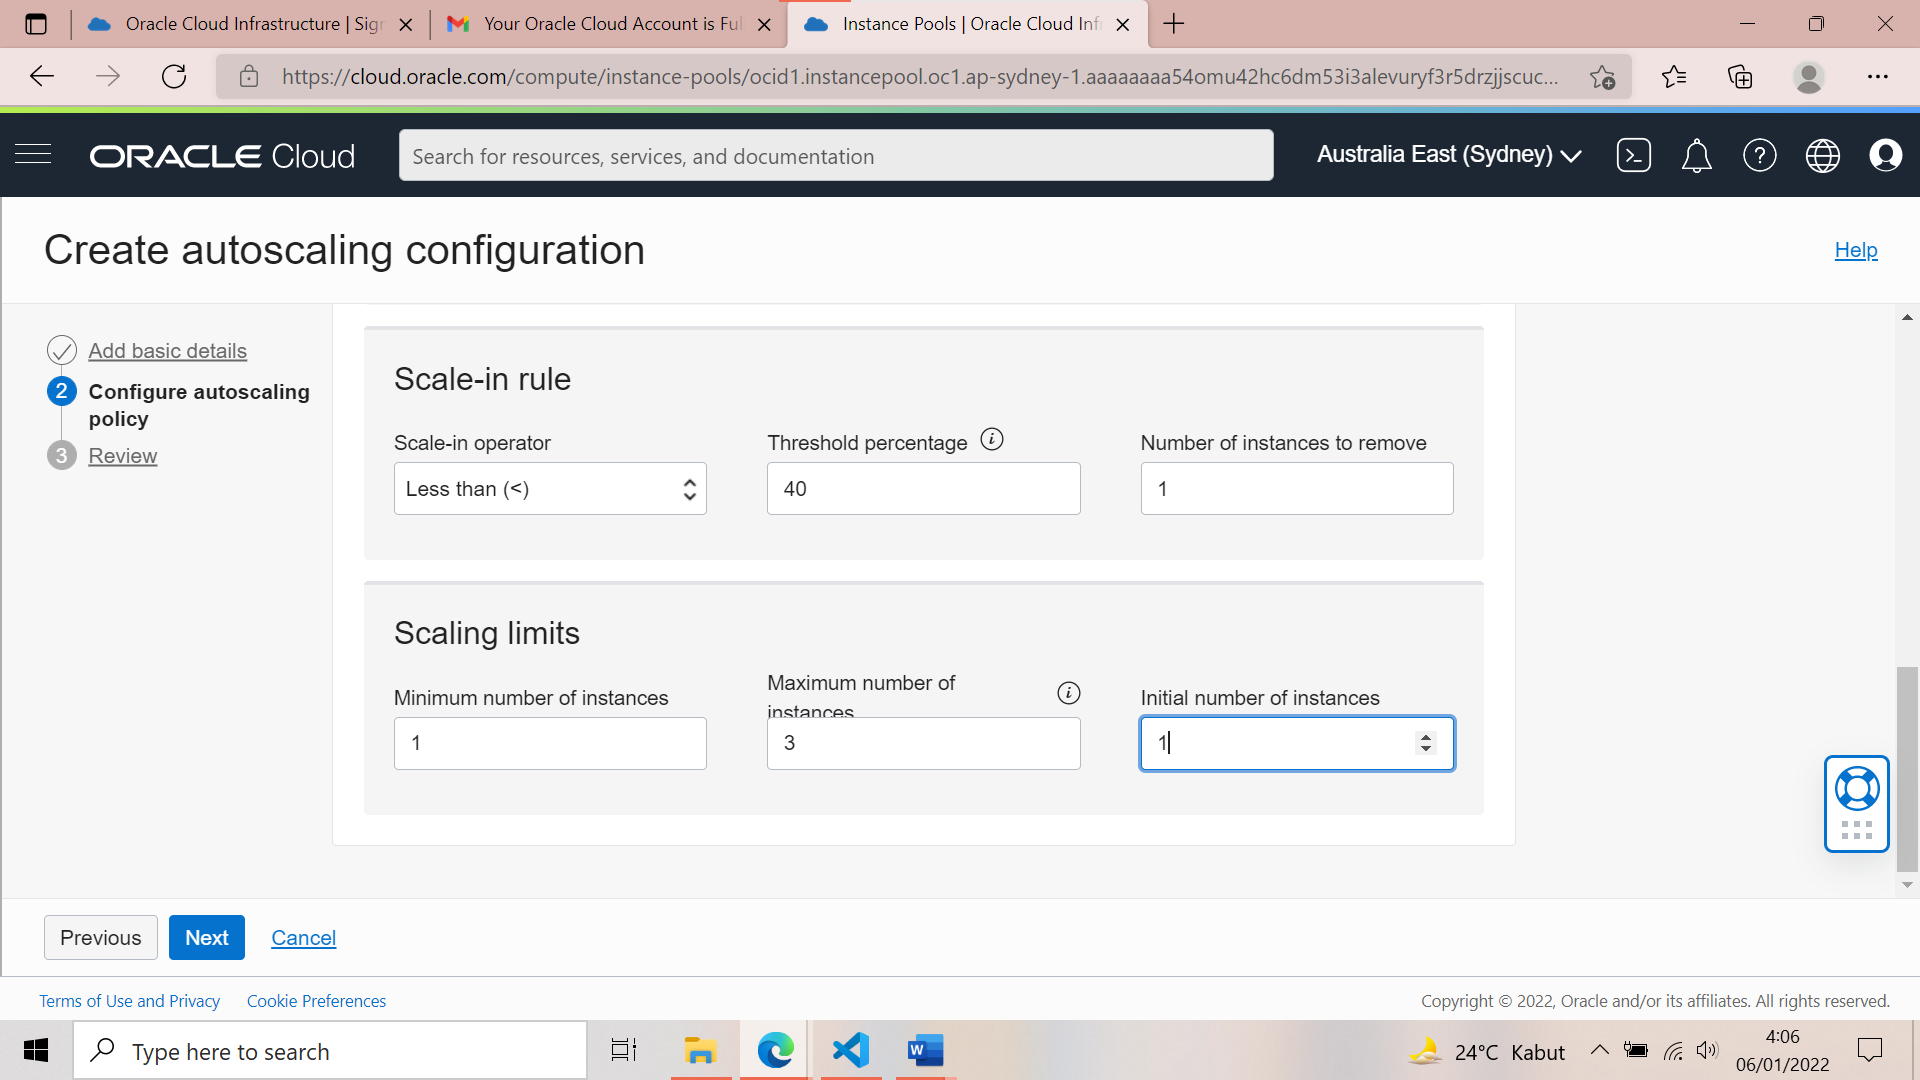 Oracle Cloud Infrastructure | Sign
Your Oracle Cloud Account is Full
Instance Pools | Oracle Cloud Infr
https://cloud.oracle.com/compute/instance-pools/ocid1.instancepool.oc1.ap-sydney-1.aaaaaaaa54omu42hc6dm53i3alevuryf3r5drzjjscuc...
ORACLE Cloud
Search for resources, services, and documentation
Australia East (Sydney)
Create autoscaling configuration
Help
Add basic details
2 Configure autoscaling
policy
3 Review
Scale-in rule
Scale-in operator
Threshold percentage
Number of instances to remove
Less than (<)
40
1
Scaling limits
Minimum number of instances
Maximum number of
instances
Initial number of instances
1
3
1
Previous
Next
Cancel
Terms of Use and Privacy
Cookie Preferences
Copyright © 2022, Oracle and/or its affiliates. All rights reserved.
Type here to search
24°C Kabut
4:06
06/01/2022